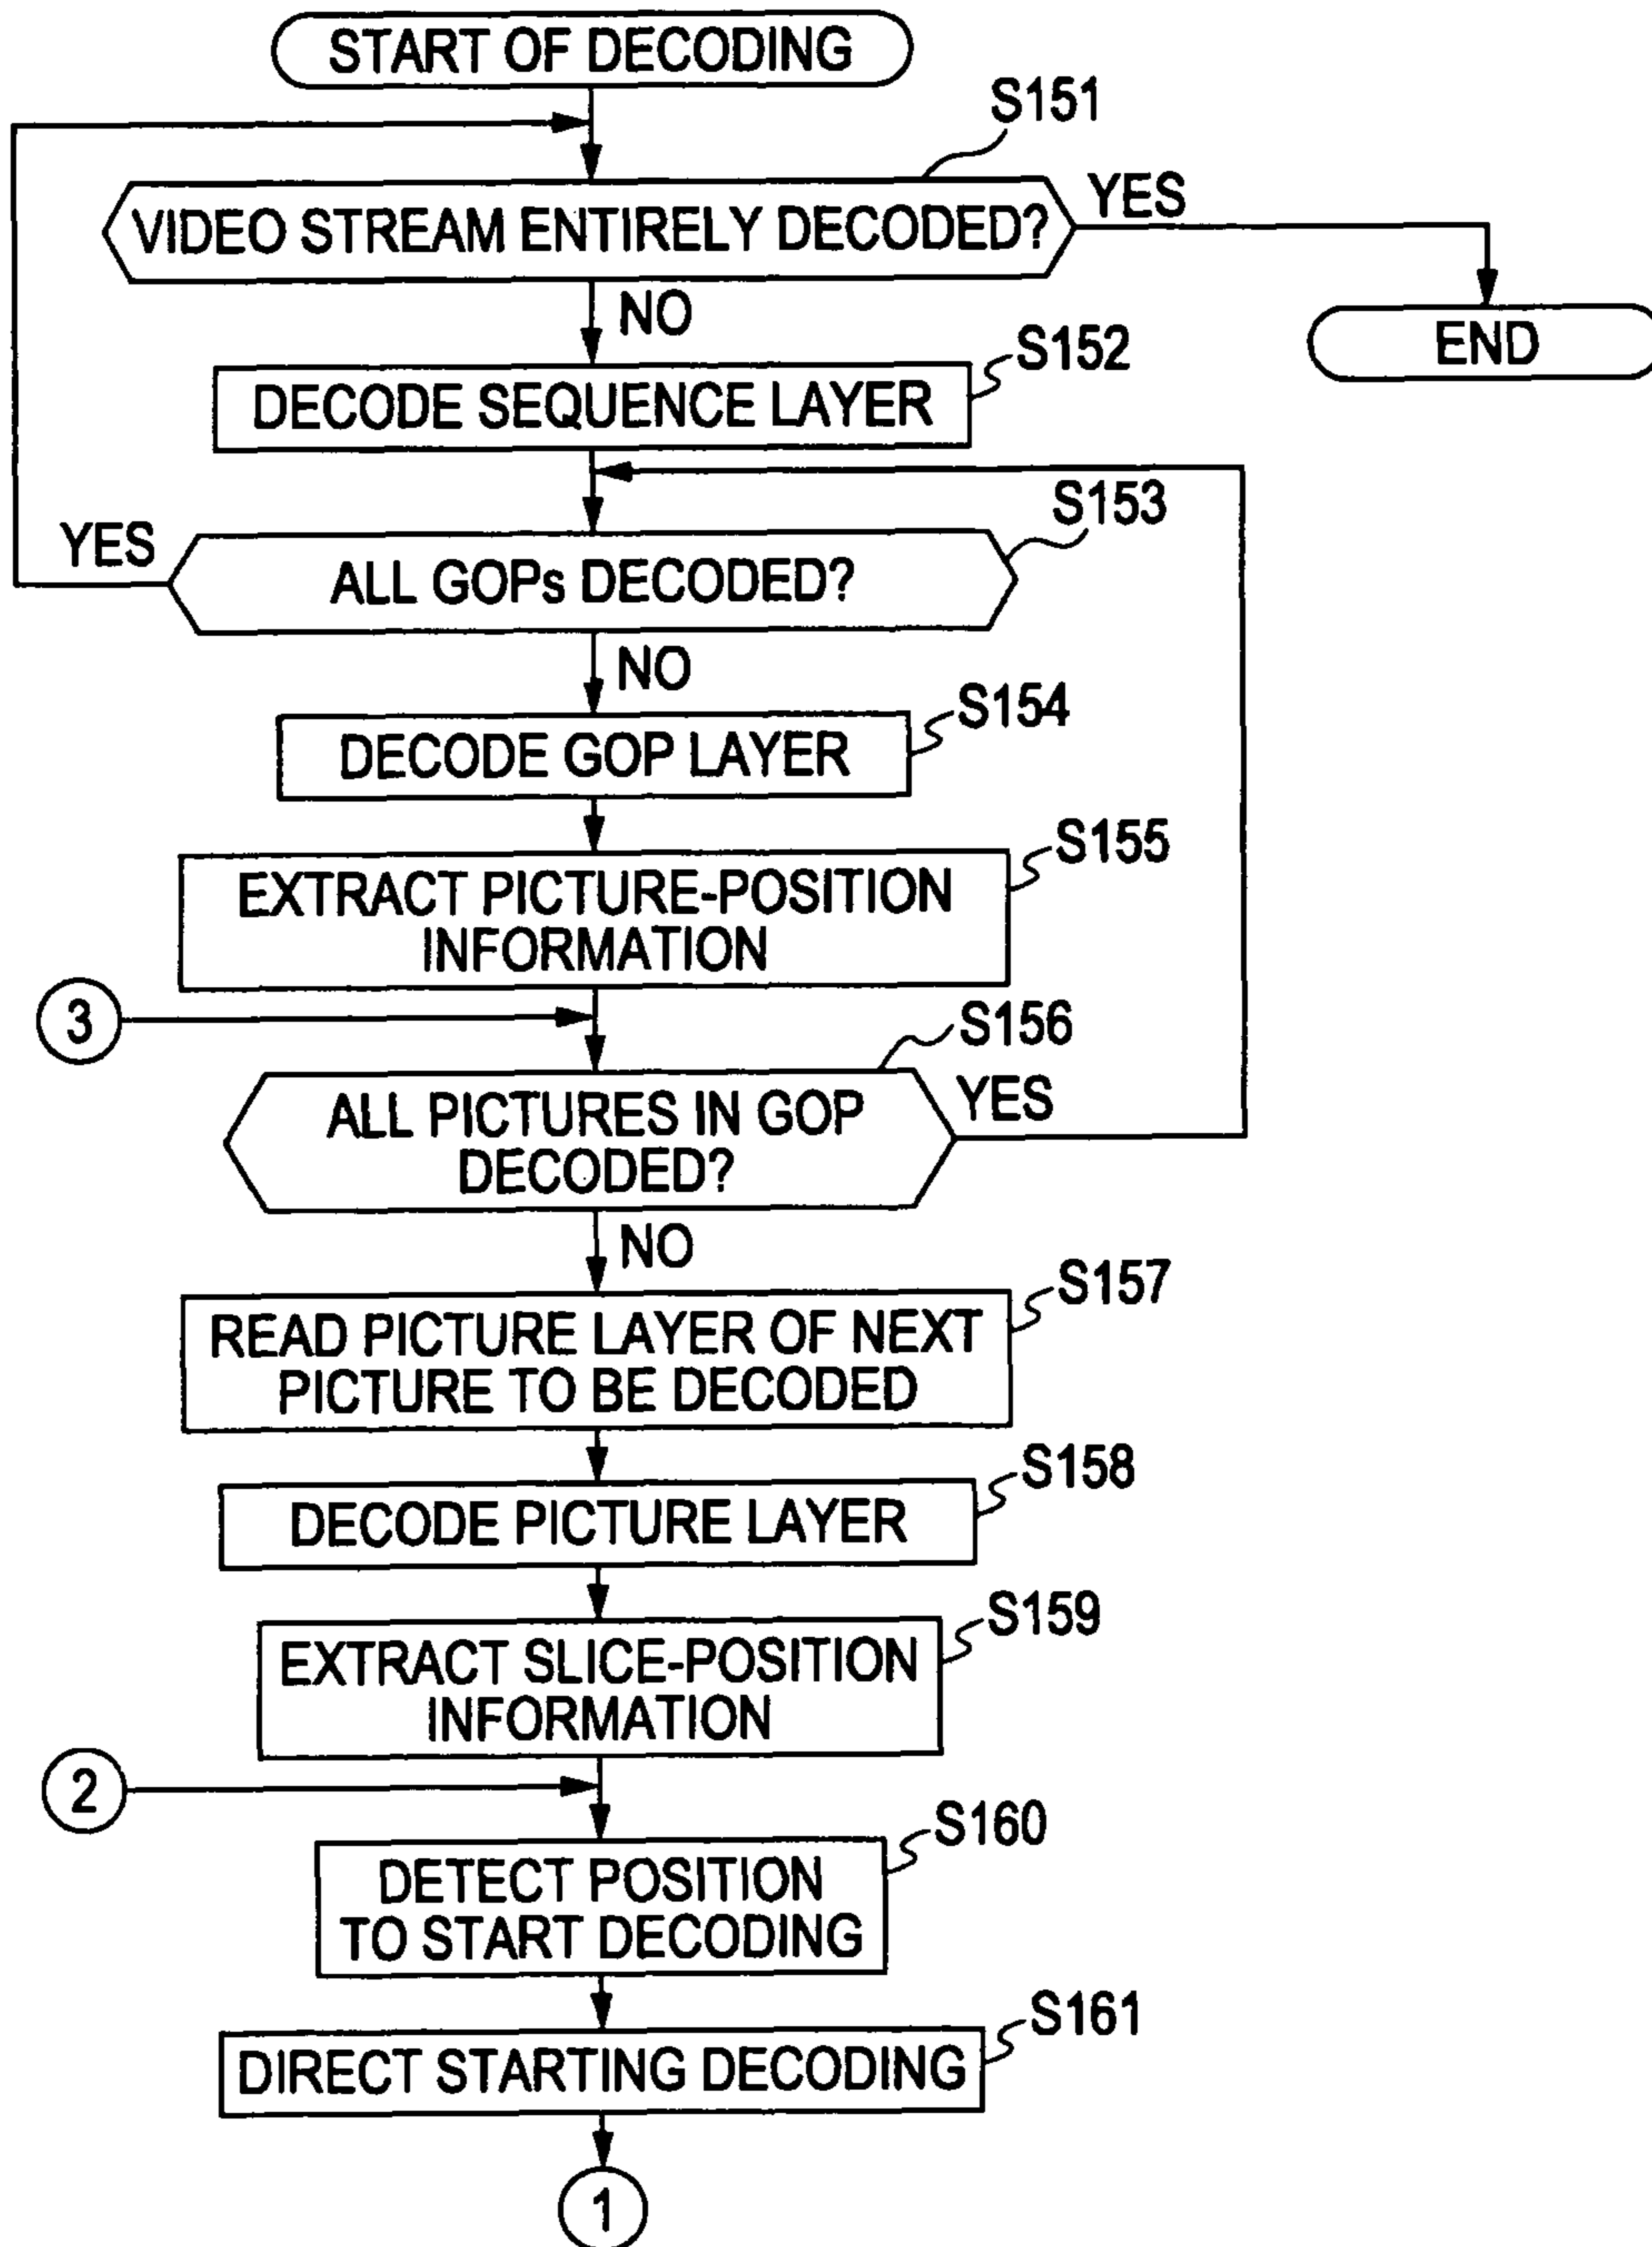 START OF DECODING
S151
VIDEO STREAM ENTIRELY DECODED?
YES
NO
END
S152
DECODE SEQUENCE LAYER
S153
YES
ALL GOPs DECODED?
NO
S154
DECODE GOP LAYER
S155
EXTRACT PICTURE-POSITION
INFORMATION
3
S156
ALL PICTURES IN GOP
DECODED?
YES
NO
S157
READ PICTURE LAYER OF NEXT
PICTURE TO BE DECODED
S158
DECODE PICTURE LAYER
S159
EXTRACT SLICE-POSITION
INFORMATION
2
S160
DETECT POSITION
TO START DECODING
S161
DIRECT STARTING DECODING
1